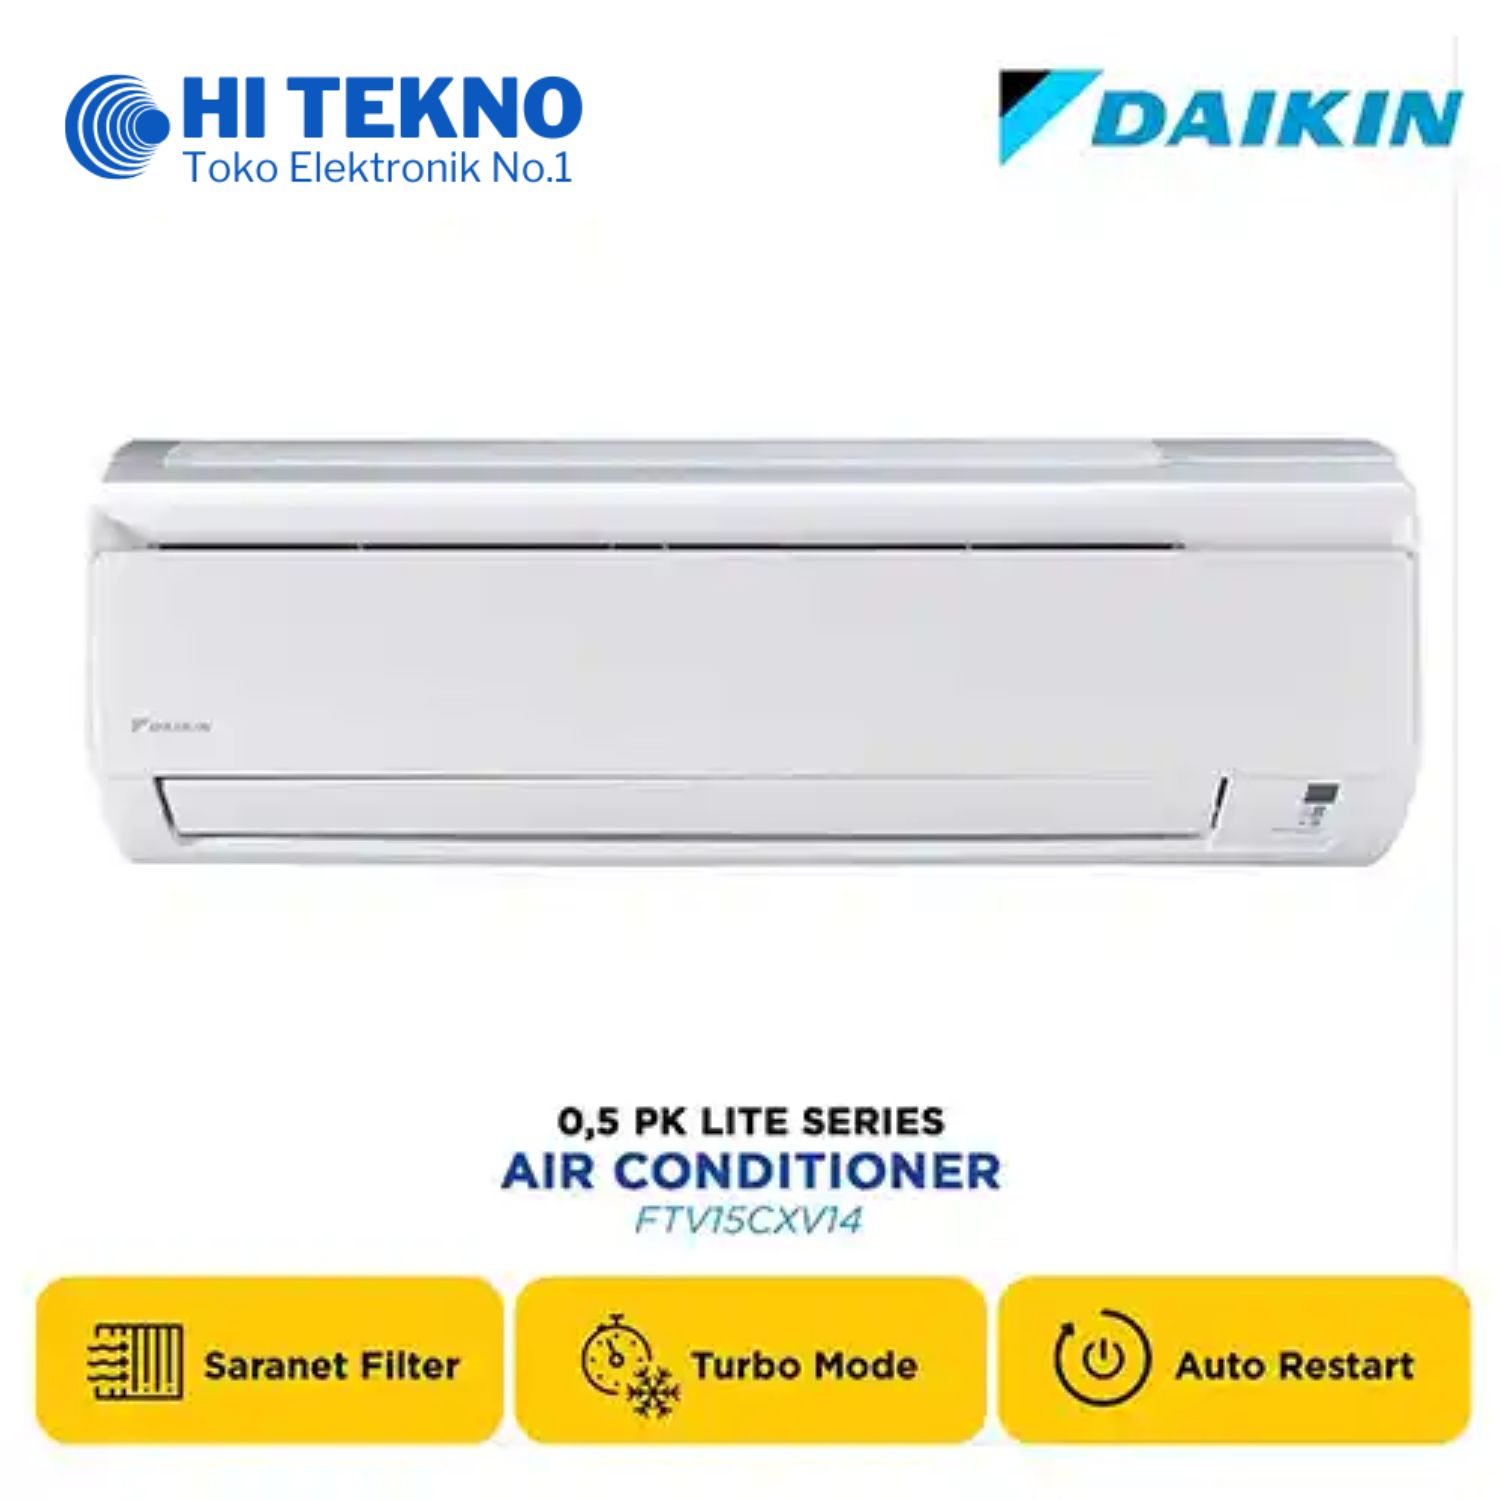 HI TEKNO
Toko Elektronik No.1
DAIKIN
DAIKIN
0,5 PK LITE SERIES
AIR CONDITIONER
FTV15CXV14
Saranet Filter
Turbo Mode
Auto Restart